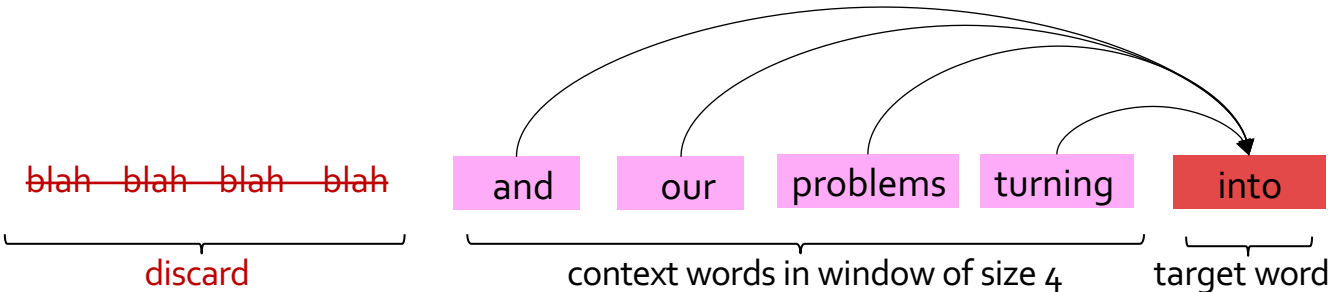 blah blah blah blah and our problems turning into
discard context words in window of size 4 target word